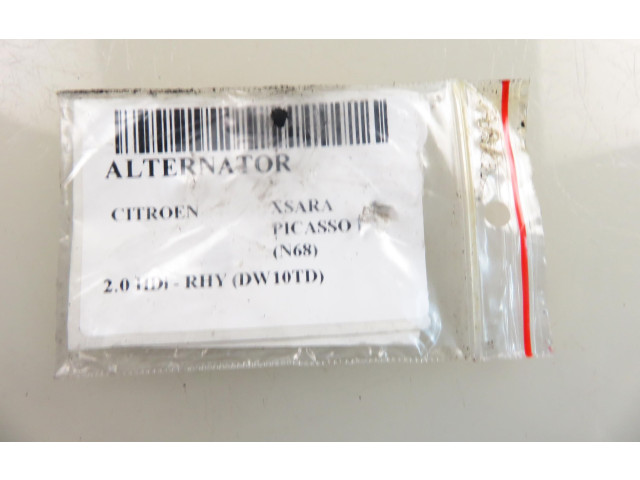 ALTERNATOR
CITROEN XSARA
PICASSO
(N68)
2.0 HDi - RHY (DW10TD)